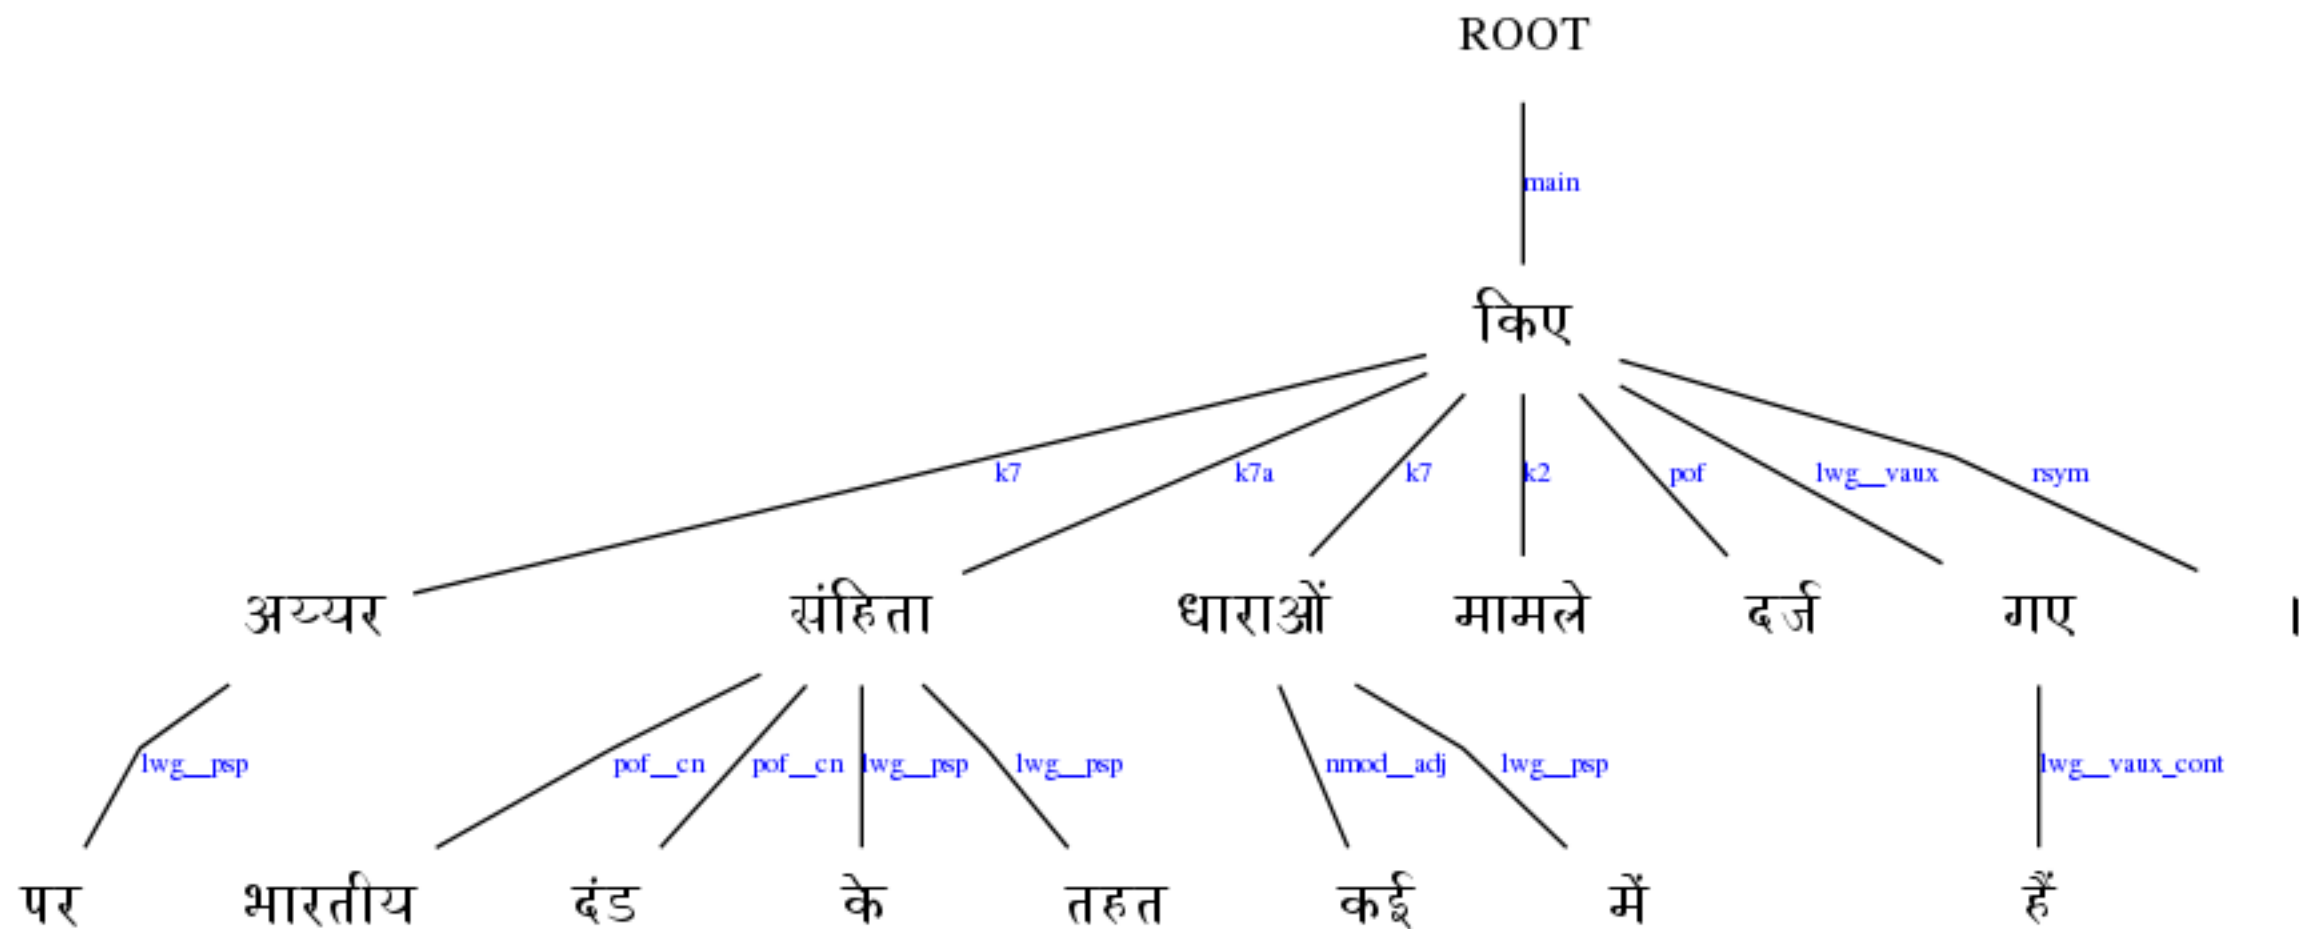 ROOT
main
किए
k7 k7a k7 k2 pof lwg__vaux rsym
अय्यर संहिता धाराओं मामले दर्ज गए ।
lwg__psp pof__cn pof__cn lwg__psp lwg__psp nmod__adj lwg__psp lwg__vaux_cont
पर भारतीय दंड के तहत कई में हैं